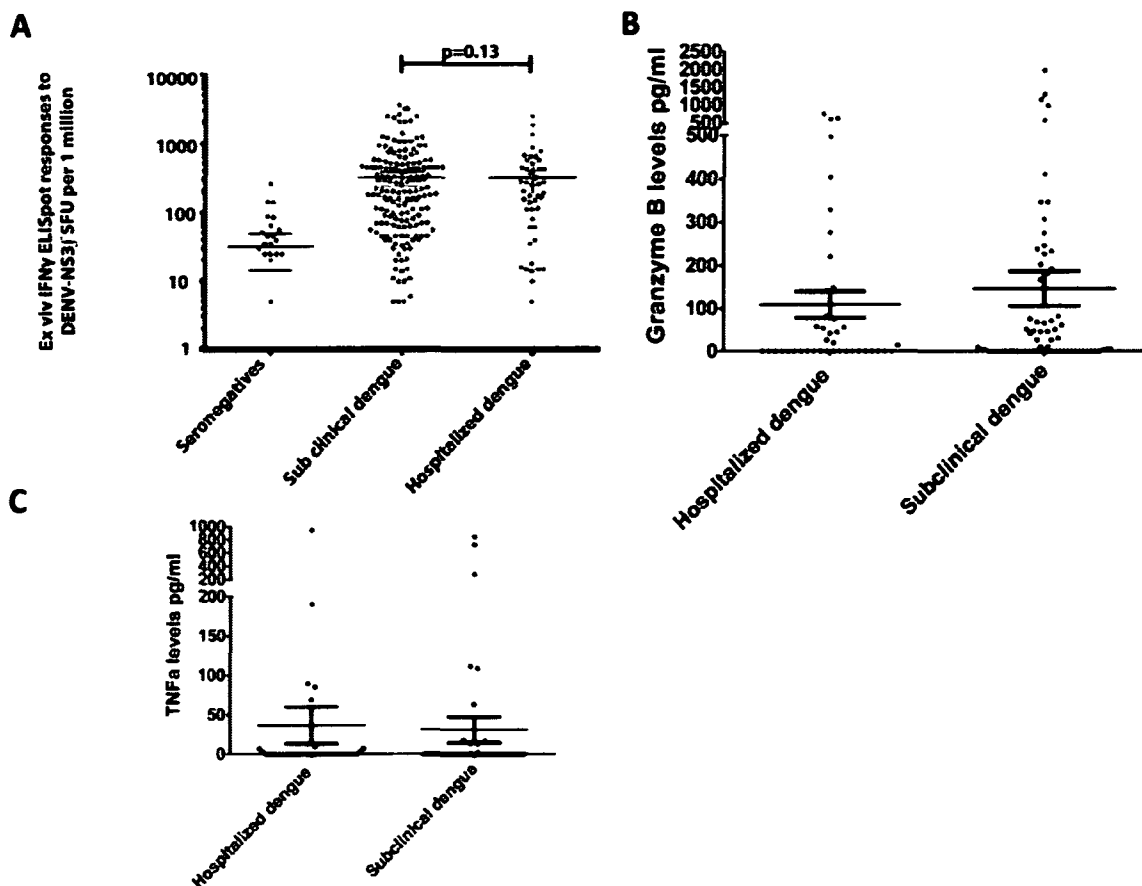 A
p=0.13
Ex viv IFNγ ELISpot responses to
DENV-NS3j SFU per 1 million
10000
1000
100
10
1
Seronegatives
Sub clinical dengue
Hospitalized dengue
B
Granzyme B levels pg/ml
2500
2000
1500
1000
500
500
400
300
200
100
0
Hospitalized dengue
Subclinical dengue
C
TNFa levels pg/ml
1000
800
600
400
200
200
150
100
50
0
Hospitalized dengue
Subclinical dengue